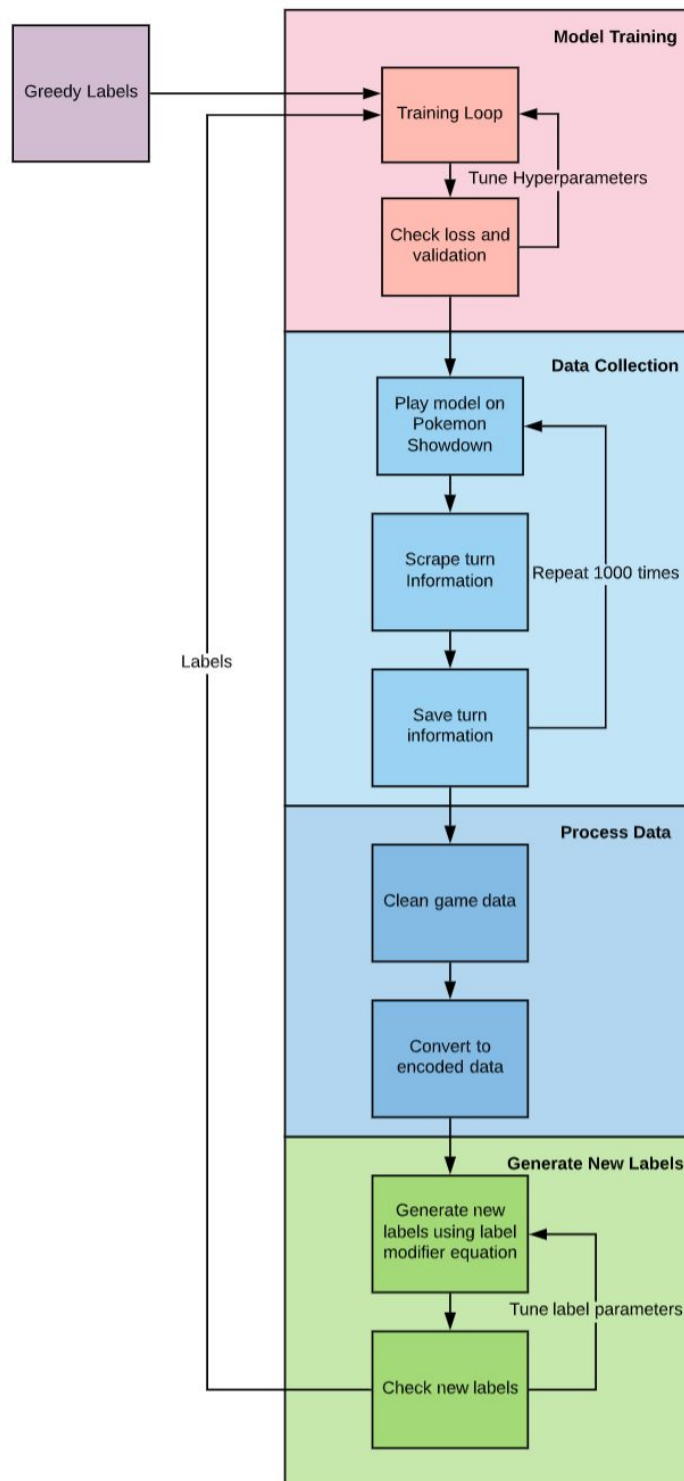 Model Training
Greedy Labels
Training Loop
Tune Hyperparameters
Check loss and
validation
Data Collection
Play model on
Pokemon
Showdown
Scrape turn
Information
Repeat 1000 times
Labels
Save turn
information
Process Data
Clean game data
Convert to
encoded data
Generate New Labels
Generate new
labels using label
modifier equation
Tune label parameters
Check new labels